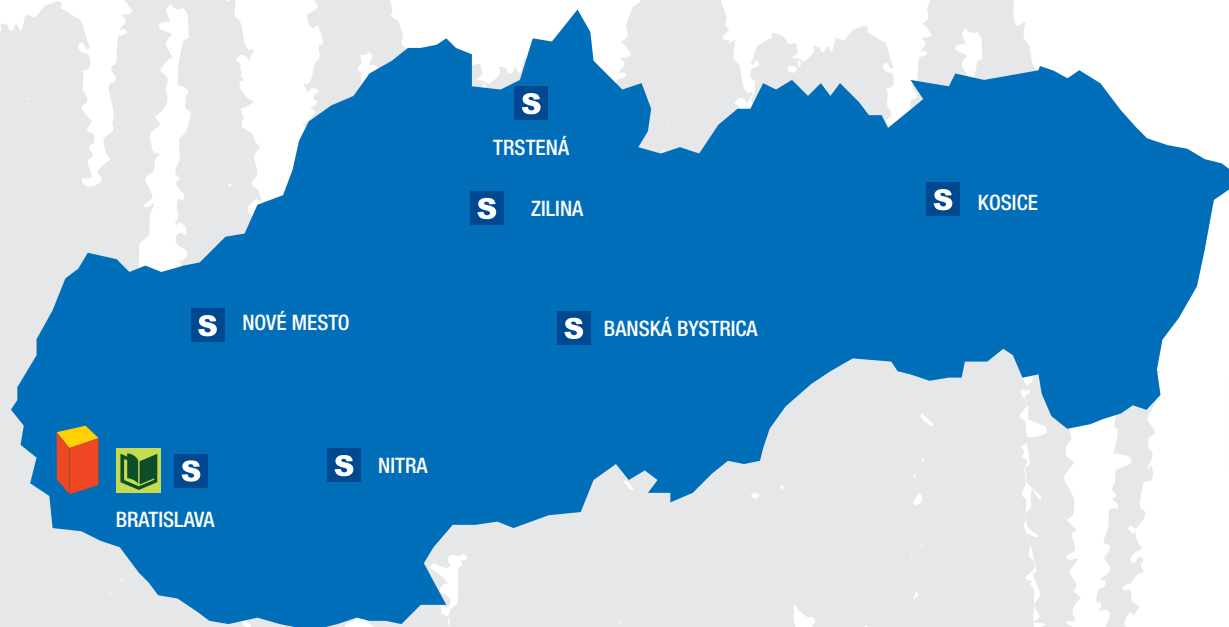 S
TRSTENÁ
S ZILINA
S KOSICE
S NOVÉ MESTO
S BANSKÁ BYSTRICA
S
BRATISLAVA
S NITRA